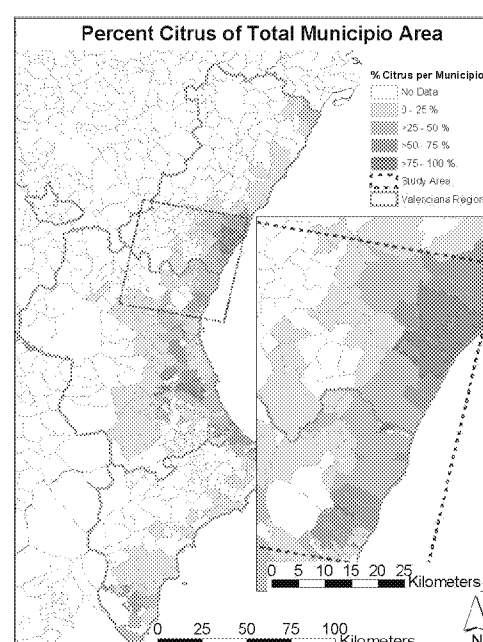 Percent Citrus of Total Municipio Area
% Citrus per Municipio
No Data
0 - 25 %
>25 - 50 %
>50 - 75 %
>75 - 100 %
Study Area
Valenciana Region
0 5 10 15 20 25
Kilometers
0 25 50 75 100
Kilometers
N